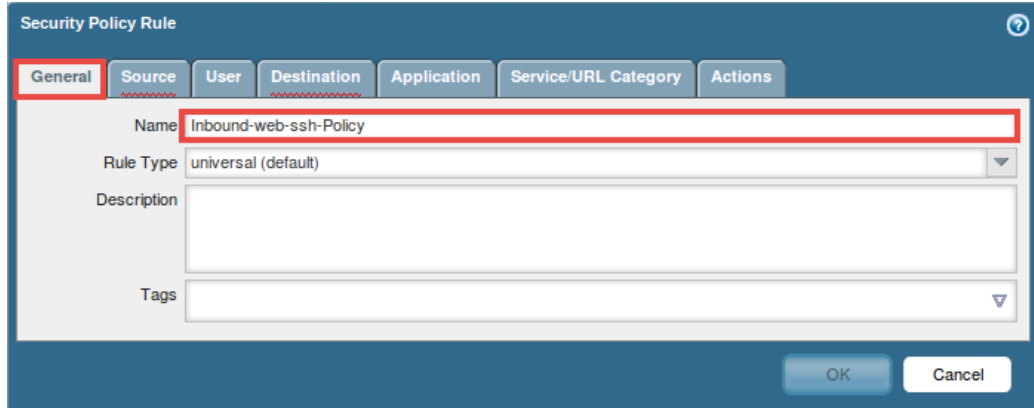 Security Policy Rule
General Source User Destination Application Service/URL Category Actions
Name Inbound-web-ssh-Policy
Rule Type universal (default)
Description
Tags
OK Cancel